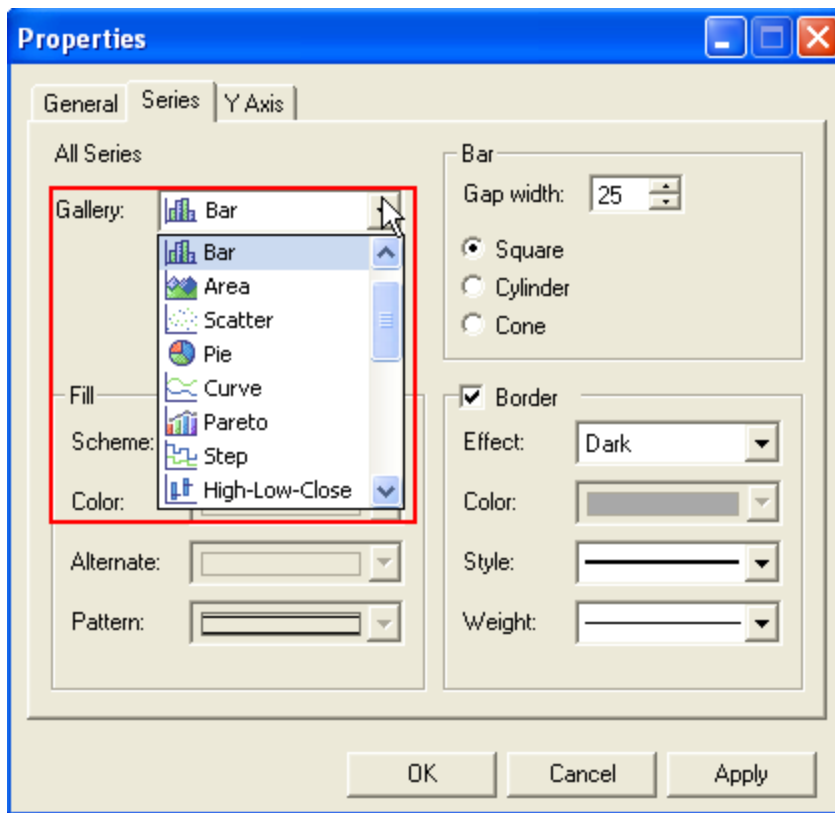 Properties
General Series Y Axis
All Series
Gallery: Bar
Bar
Area
Scatter
Pie
Curve
Pareto
Step
High-Low-Close
Fill
Scheme:
Color:
Alternate:
Pattern:
Bar
Gap width: 25
Square
Cylinder
Cone
Border
Effect: Dark
Color:
Style:
Weight:
OK Cancel Apply